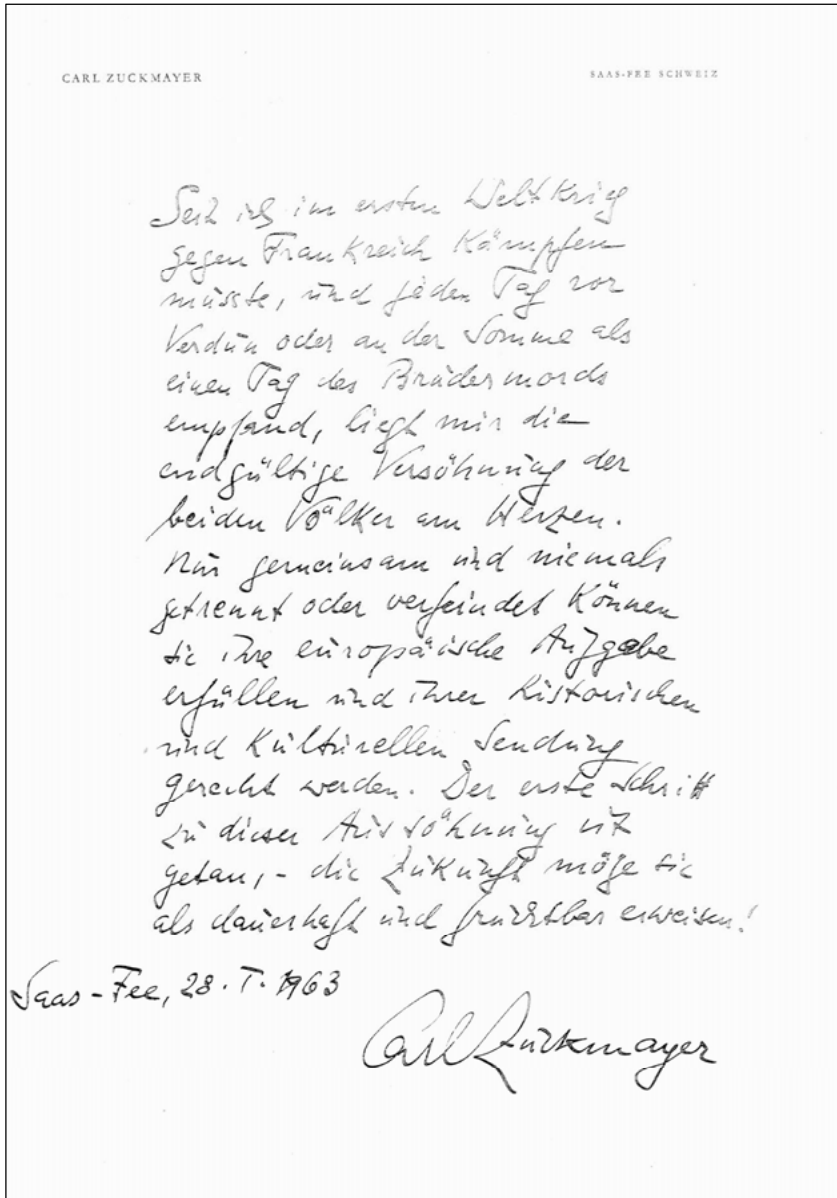 CARL ZUCKMAYER
SAAS-FEE SCHWEIZ
Seit ich im ersten Weltkrieg
gegen Frankreich kämpfen
musste, und jeden Tag vor
Verdun oder an der Somme als
einen Tag des Brudermords
empfand, liegt mir die
endgültige Versöhnung der
beiden Völker am Herzen.
Nur gemeinsam und niemals
getrennt oder verfeindet können
sie ihre europäische Aufgabe
erfüllen und ihrer historischen
und kulturellen Sendung
gerecht werden. Der erste Schritt
zu dieser Aussöhnung ist
getan, - die Zukunft möge sie
als dauerhaft und fruchtbar erweisen!
Saas-Fee, 28. I. 1963
Carl Zuckmayer